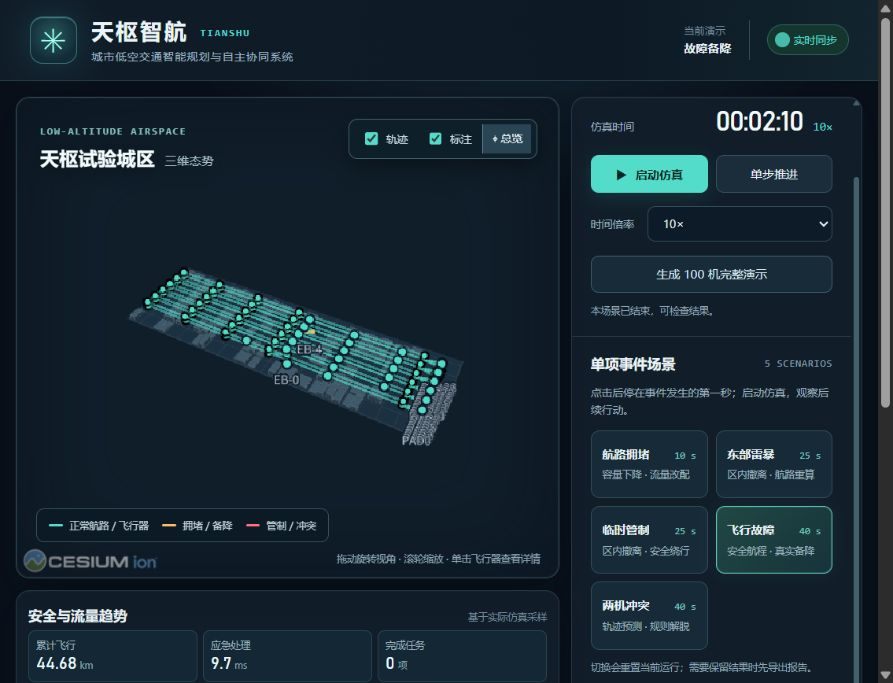 天枢智航 TIANSHU
城市低空交通智能规划与自主协同系统
当前演示
故障备降
实时同步
LOW-ALTITUDE AIRSPACE
天枢试验城区 三维态势
轨迹
标注
⌖总览
EB-4
EB-0
PAD1
正常航路 / 飞行器
拥堵 / 备降
管制 / 冲突
CESIUM ion
拖动旋转视角 · 滚轮缩放 · 单击飞行器查看详情
安全与流量趋势
基于实际仿真采样
累计飞行
44.68 km
应急处理
9.7 ms
完成任务
0 项
仿真时间
00:02:10 10×
▶ 启动仿真
单步推进
时间倍率
10×
生成 100 机完整演示
本场景已结束，可检查结果。
单项事件场景 5 SCENARIOS
点击后停在事件发生的第一秒；启动仿真，观察后
续行动。
航路拥堵 10 s
容量下降 · 流量改配
东部雷暴 25 s
区内撤离 · 航路重算
临时管制 25 s
区内撤离 · 安全绕行
飞行故障 40 s
安全航程 · 真实备降
两机冲突 40 s
轨迹预测 · 规则解脱
切换会重置当前运行；需要保留结果时先导出报告。